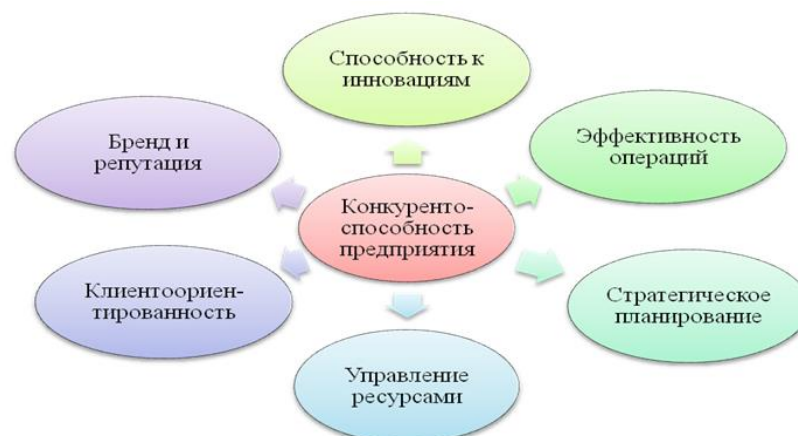 Способность к
инновациям
Бренд и
репутация
Эффективность
операций
Конкуренто-
способность
предприятия
Клиентоориен-
тированность
Стратегическое
планирование
Управление
ресурсами